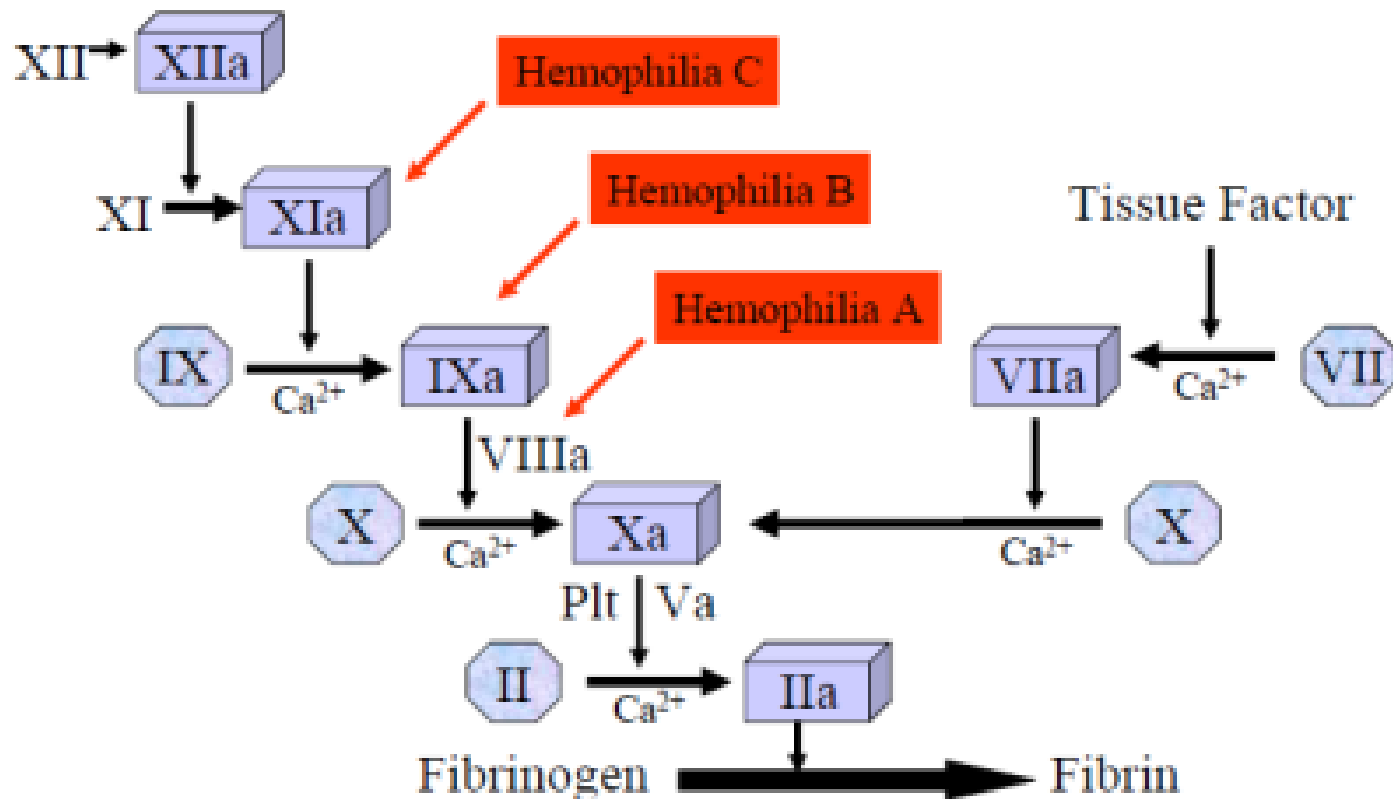 XII
XIIa
Hemophilia C
XI
XIa
Hemophilia B
Tissue Factor
Hemophilia A
IX
Ca²⁺
IXa
VIIa
Ca²⁺
VII
VIIIa
X
Ca²⁺
Xa
Ca²⁺
X
Plt
Va
II
Ca²⁺
IIa
Fibrinogen
Fibrin